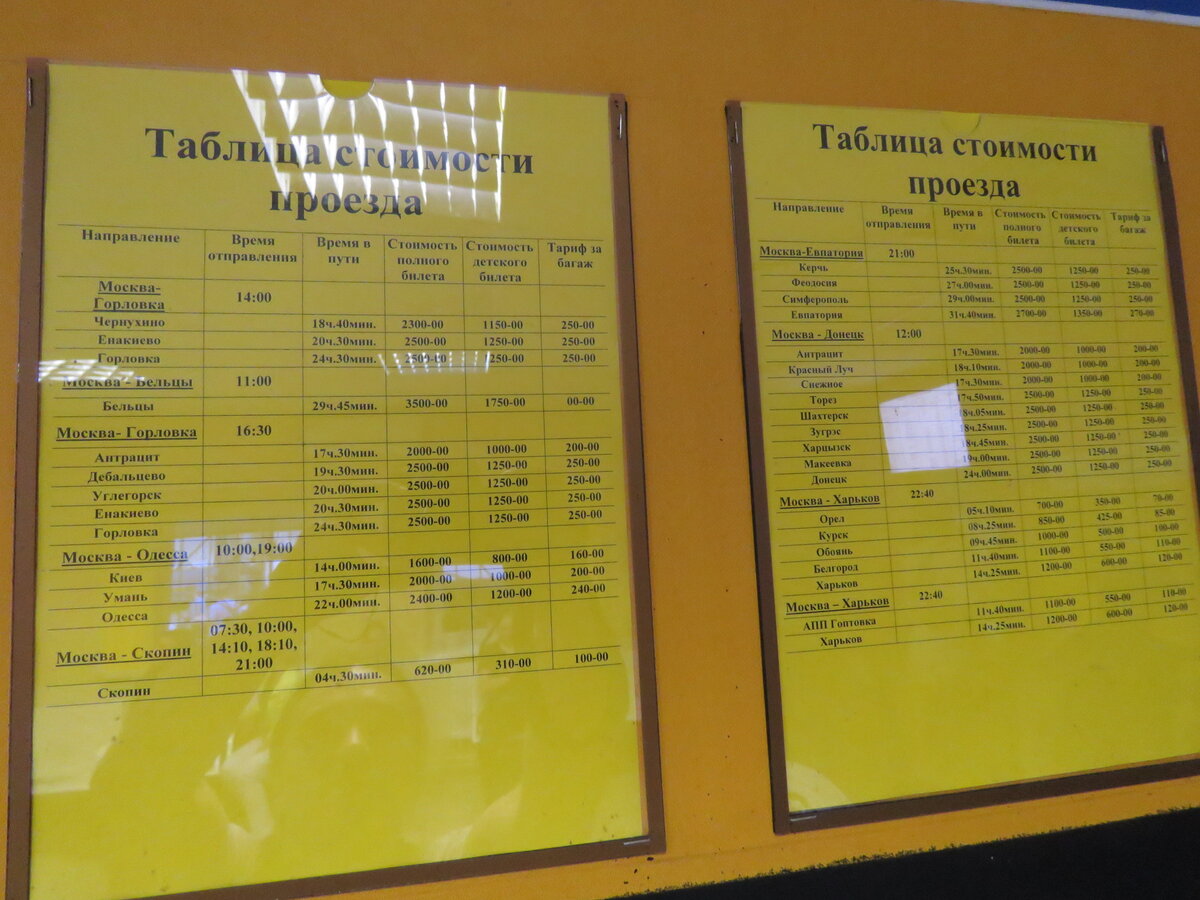 Таблица стоимости
проезда
Направление Время отправления Время в пути Стоимость полного билета Стоимость детского билета Тариф за багаж
Москва-Горловка 14:00
Чернухино 18ч.40мин. 2300-00 1150-00 250-00
Енакиево 20ч.30мин. 2500-00 1250-00 250-00
Горловка 24ч.30мин. 2500-00 1250-00 250-00
Москва - Бельцы 11:00
Бельцы 29ч.45мин. 3500-00 1750-00 00-00
Москва- Горловка 16:30
Антрацит 17ч.30мин. 2000-00 1000-00 200-00
Дебальцево 19ч.30мин. 2500-00 1250-00 250-00
Углегорск 20ч.00мин. 2500-00 1250-00 250-00
Енакиево 20ч.30мин. 2500-00 1250-00 250-00
Горловка 24ч.30мин. 2500-00 1250-00 250-00
Москва - Одесса 10:00,19:00
Киев 14ч.00мин. 1600-00 800-00 160-00
Умань 17ч.30мин. 2000-00 1000-00 200-00
Одесса 22ч.00мин. 2400-00 1200-00 240-00
Москва - Скопин 07:30, 10:00, 14:10, 18:10, 21:00
Скопин 04ч.30мин. 620-00 310-00 100-00
Таблица стоимости
проезда
Направление Время отправления Время в пути Стоимость полного билета Стоимость детского билета Тариф за багаж
Москва-Евпатория 21:00
Керчь 25ч.30мин. 2500-00 1250-00 250-00
Феодосия 27ч.00мин. 2500-00 1250-00 250-00
Симферополь 29ч.00мин. 2500-00 1250-00 250-00
Евпатория 31ч.40мин. 2700-00 1350-00 270-00
Москва - Донецк 12:00
Антрацит 17ч.30мин. 2000-00 1000-00 200-00
Красный Луч 18ч.10мин. 2000-00 1000-00 200-00
Снежное 17ч.30мин. 2000-00 1000-00 200-00
Торез 17ч.50мин. 2500-00 1250-00 250-00
Шахтерск 18ч.05мин. 2500-00 1250-00 250-00
Зугрэс 18ч.25мин. 2500-00 1250-00 250-00
Харцызск 18ч.45мин. 2500-00 1250-00 250-00
Макеевка 19ч.00мин. 2500-00 1250-00 250-00
Донецк 24ч.00мин. 2500-00 1250-00 250-00
Москва - Харьков 22:40
Орел 05ч.10мин. 700-00 350-00 70-00
Курск 08ч.25мин. 850-00 425-00 85-00
Обоянь 09ч.45мин. 1000-00 500-00 100-00
Белгород 11ч.40мин. 1100-00 550-00 110-00
Харьков 14ч.25мин. 1200-00 600-00 120-00
Москва – Харьков 22:40
АПП Гоптовка 11ч.40мин. 1100-00 550-00 110-00
Харьков 14ч.25мин. 1200-00 600-00 120-00